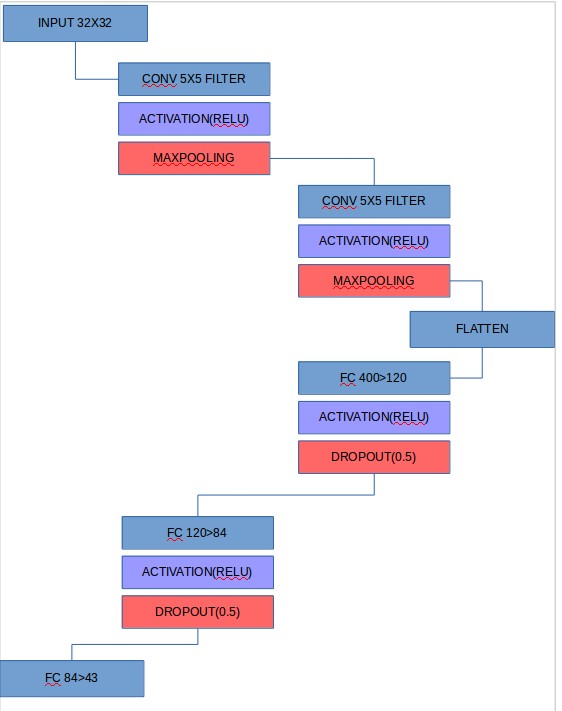 INPUT 32X32
CONV 5X5 FILTER
ACTIVATION(RELU)
MAXPOOLING
CONV 5X5 FILTER
ACTIVATION(RELU)
MAXPOOLING
FLATTEN
FC 400>120
ACTIVATION(RELU)
DROPOUT(0.5)
FC 120>84
ACTIVATION(RELU)
DROPOUT(0.5)
FC 84>43